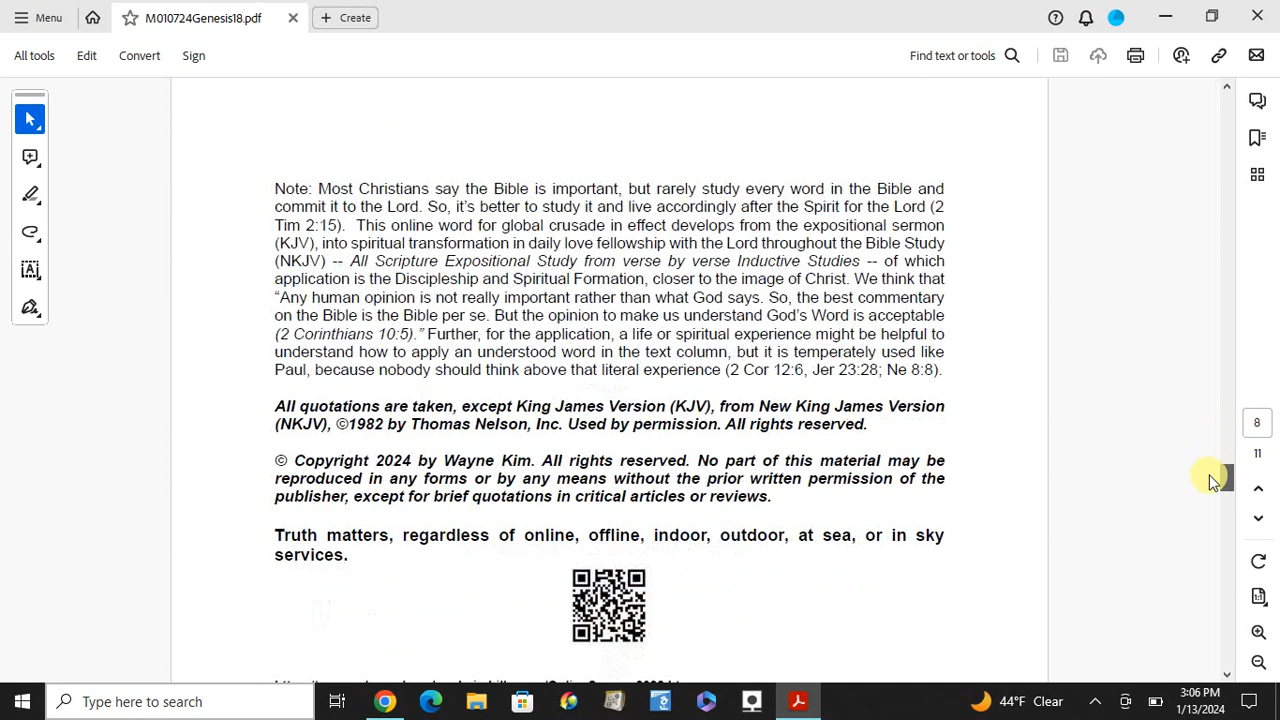 Menu
M010724Genesis18.pdf
Create
All tools
Edit
Convert
Sign
Find text or tools
Note: Most Christians say the Bible is important, but rarely study every word in the Bible and
commit it to the Lord. So, it's better to study it and live accordingly after the Spirit for the Lord (2
Tim 2:15). This online word for global crusade in effect develops from the expositional sermon
(KJV), into spiritual transformation in daily love fellowship with the Lord throughout the Bible Study
(NKJV) -- All Scripture Expositional Study from verse by verse Inductive Studies -- of which
application is the Discipleship and Spiritual Formation, closer to the image of Christ. We think that
“Any human opinion is not really important rather than what God says. So, the best commentary
on the Bible is the Bible per se. But the opinion to make us understand God's Word is acceptable
(2 Corinthians 10:5).” Further, for the application, a life or spiritual experience might be helpful to
understand how to apply an understood word in the text column, but it is temperately used like
Paul, because nobody should think above that literal experience (2 Cor 12:6, Jer 23:28; Ne 8:8).
All quotations are taken, except King James Version (KJV), from New King James Version
(NKJV), ©1982 by Thomas Nelson, Inc. Used by permission. All rights reserved.
© Copyright 2024 by Wayne Kim. All rights reserved. No part of this material may be
reproduced in any forms or by any means without the prior written permission of the
publisher, except for brief quotations in critical articles or reviews.
Truth matters, regardless of online, offline, indoor, outdoor, at sea, or in sky
services.
8
11
Type here to search
44°F Clear
3:06 PM
1/13/2024